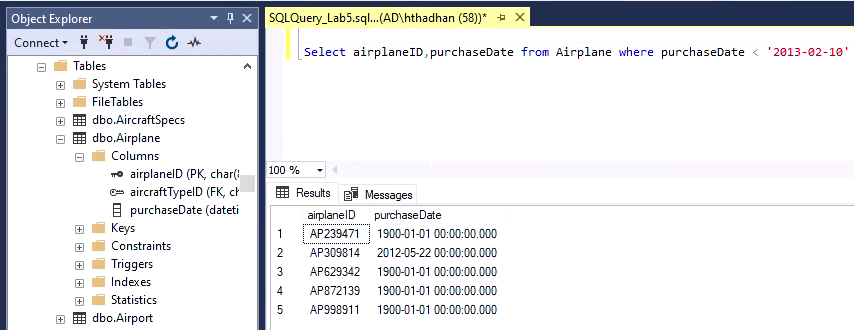 Object Explorer
Connect
Tables
System Tables
FileTables
dbo.AircraftSpecs
dbo.Airplane
Columns
airplaneID (PK, char(8
aircraftTypeID (FK, ch
purchaseDate (dateti
Keys
Constraints
Triggers
Indexes
Statistics
dbo.Airport
SQLQuery_Lab5.sql...(AD\hthadhan (58))*
Select airplaneID,purchaseDate from Airplane where purchaseDate < '2013-02-10'
100 %
Results Messages
airplaneID purchaseDate
1 AP239471 1900-01-01 00:00:00.000
2 AP309814 2012-05-22 00:00:00.000
3 AP629342 1900-01-01 00:00:00.000
4 AP872139 1900-01-01 00:00:00.000
5 AP998911 1900-01-01 00:00:00.000